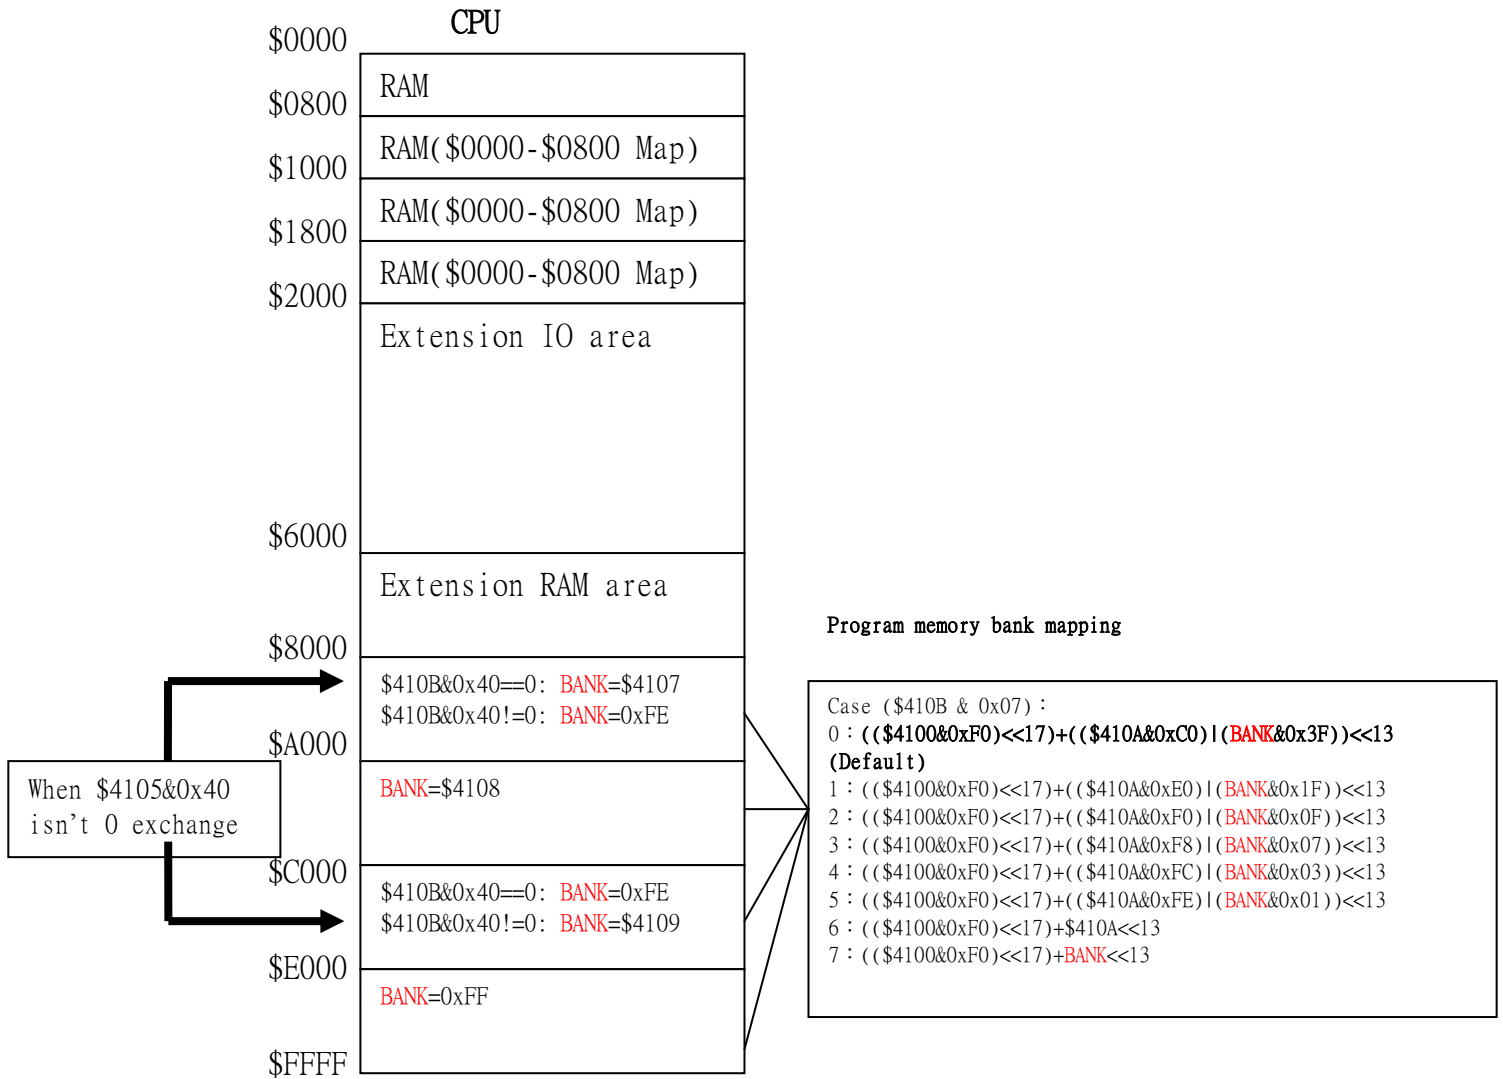 CPU
$0000
RAM
$0800
RAM($0000-$0800 Map)
$1000
RAM($0000-$0800 Map)
$1800
RAM($0000-$0800 Map)
$2000
Extension IO area
$6000
Extension RAM area
$8000
$410B&0x40==0: BANK=$4107
$410B&0x40!=0: BANK=0xFE
$A000
BANK=$4108
When $4105&0x40
isn't 0 exchange
$C000
$410B&0x40==0: BANK=0xFE
$410B&0x40!=0: BANK=$4109
$E000
BANK=0xFF
$FFFF
Program memory bank mapping
Case ($410B & 0x07):
0:(($4100&0xF0)<<17)+(($410A&0xC0)|(BANK&0x3F))<<13
(Default)
1:(($4100&0xF0)<<17)+(($410A&0xE0)|(BANK&0x1F))<<13
2:(($4100&0xF0)<<17)+(($410A&0xF0)|(BANK&0x0F))<<13
3:(($4100&0xF0)<<17)+(($410A&0xF8)|(BANK&0x07))<<13
4:(($4100&0xF0)<<17)+(($410A&0xFC)|(BANK&0x03))<<13
5:(($4100&0xF0)<<17)+(($410A&0xFE)|(BANK&0x01))<<13
6:(($4100&0xF0)<<17)+$410A<<13
7:(($4100&0xF0)<<17)+BANK<<13